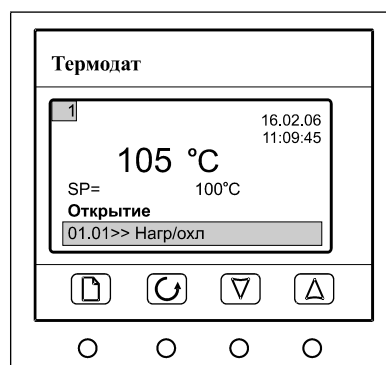 Термодат
1
16.02.06
11:09:45
105 °C
SP= 100°C
Открытие
01.01>> Нагр/охл